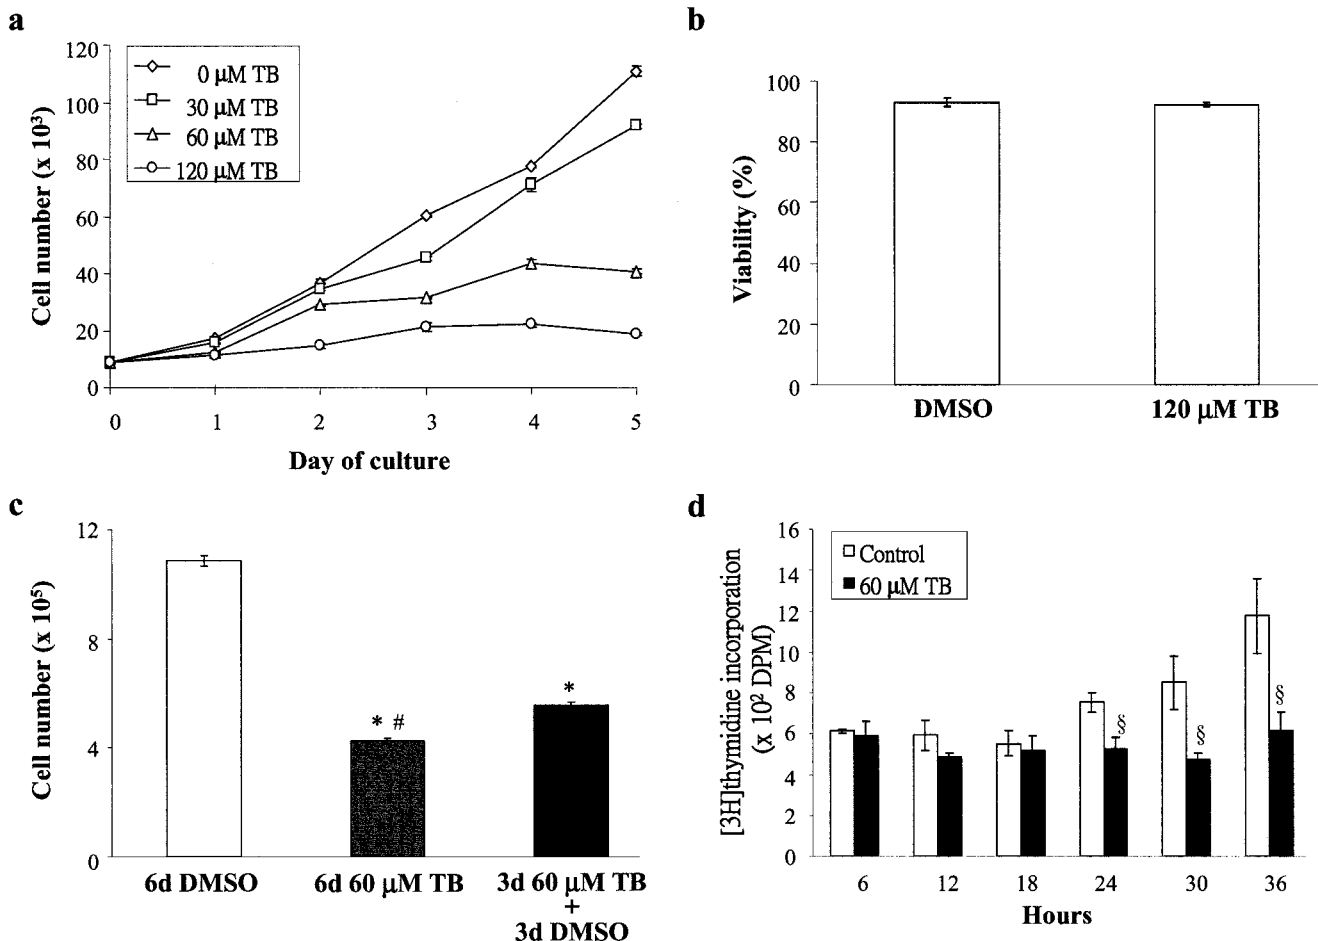 a
120
100
80
60
40
20
0
0 µM TB
30 µM TB
60 µM TB
120 µM TB
Cell number (x 10³)
0 1 2 3 4 5
Day of culture
b
100
80
60
40
20
0
Viability (%)
DMSO 120 µM TB
c
12
8
4
0
Cell number (x 10⁵)
* #
*
6d DMSO 6d 60 µM TB 3d 60 µM TB
+
3d DMSO
d
16
14
12
10
8
6
4
2
0
Control
60 µM TB
[3H]thymidine incorporation
(x 10² DPM)
§
§
§
6 12 18 24 30 36
Hours